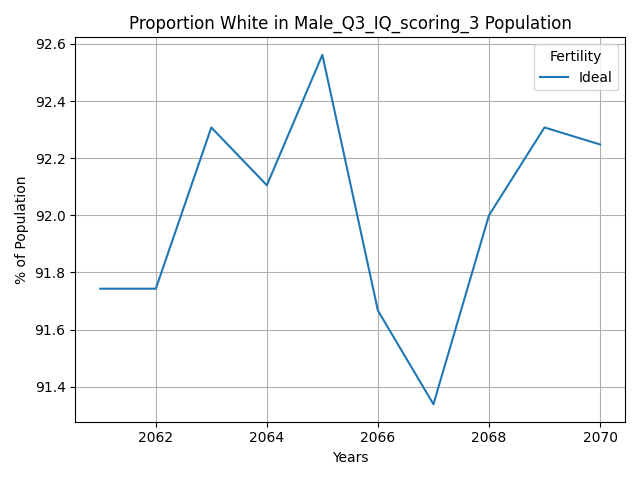 Proportion White in Male_Q3_IQ_scoring_3 Population
Fertility
Ideal
92.6
92.4
92.2
92.0
91.8
91.6
91.4
% of Population
2062 2064 2066 2068 2070
Years